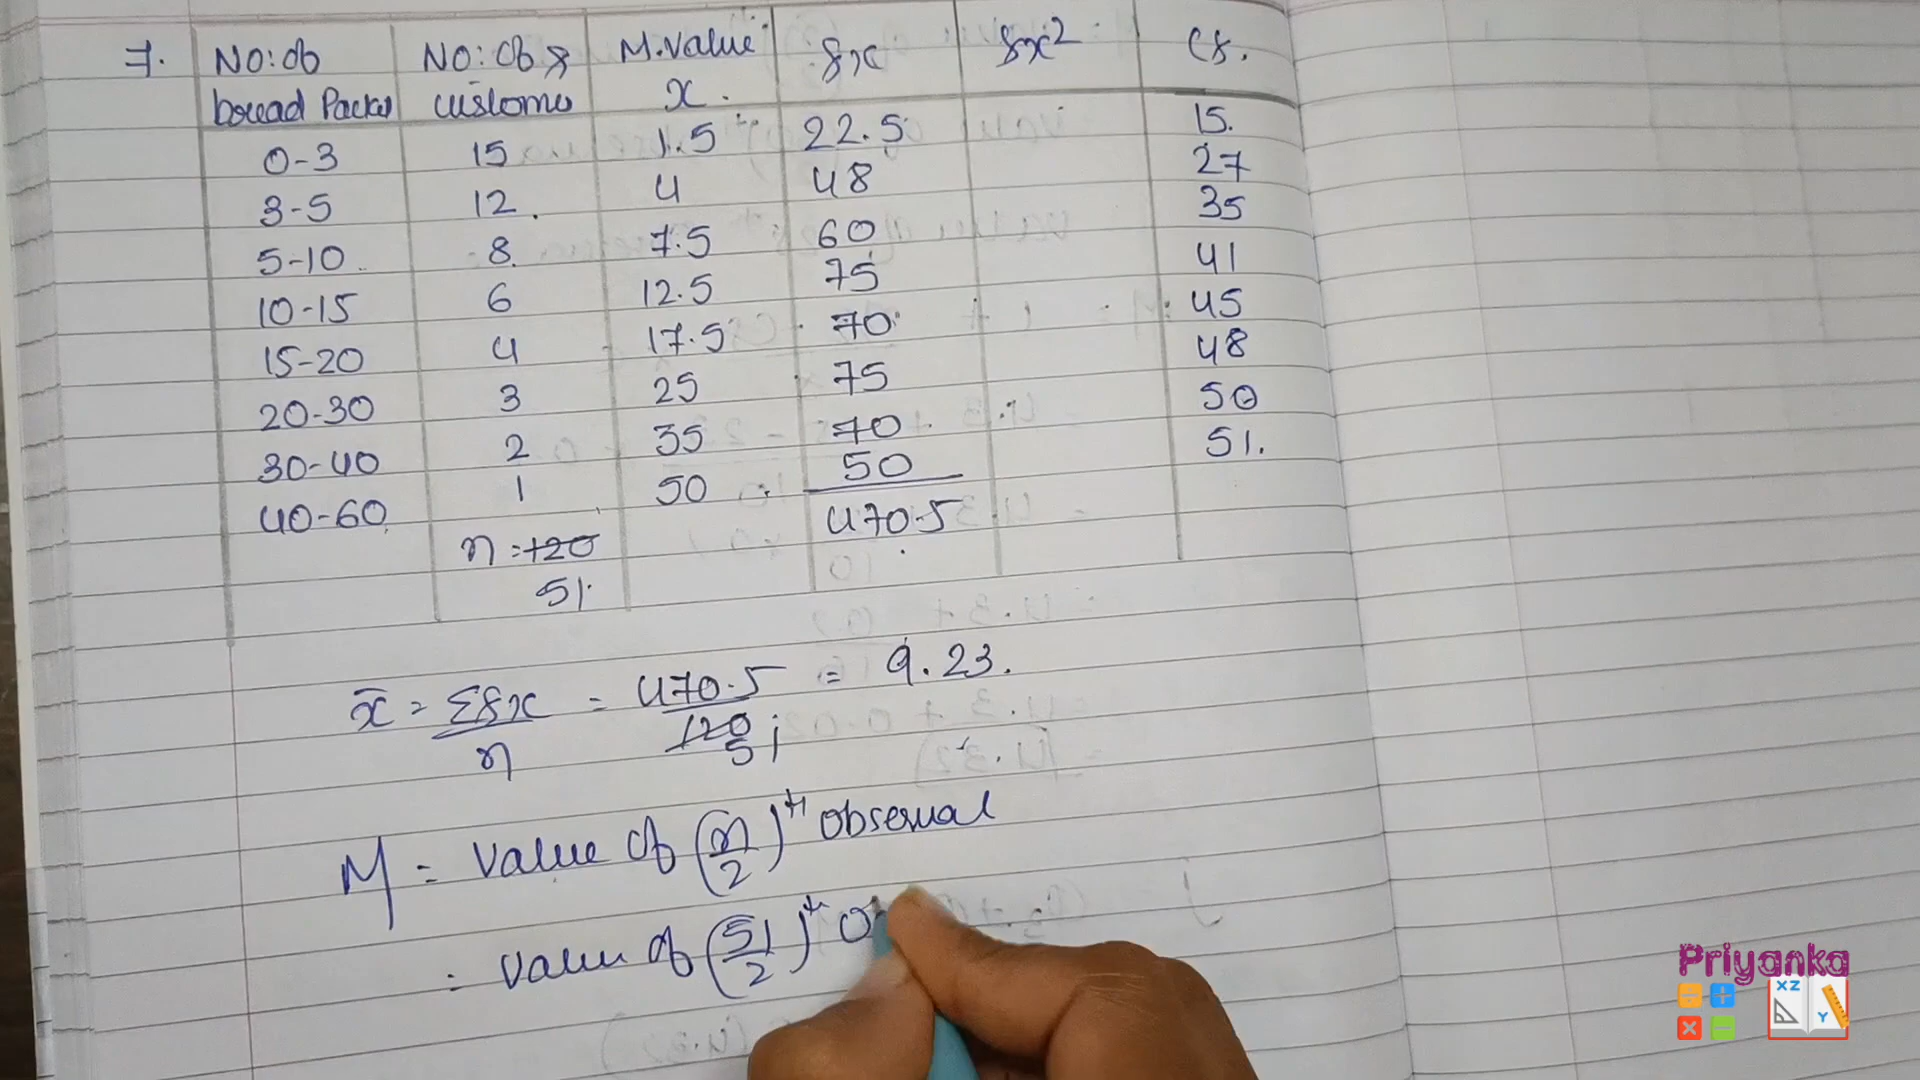 7. No: of bread Packs No: of customers M.value x fx fx² cf.
0-3 15 1.5 22.5 15.
3-5 12. 4 48 27
5-10 8 7.5 60 35
10-15 6 12.5 75 41
15-20 4 17.5 70 45
20-30 3 25 75 48
30-40 2 35 70 50
40-60 1 50 50 51.
n = 120 470.5
51
x̄ = Σfx/n = 470.5/120 51 = 9.23.
M = value of (n/2)th
= value of (51/2)th
Priyanka
XZ
Y